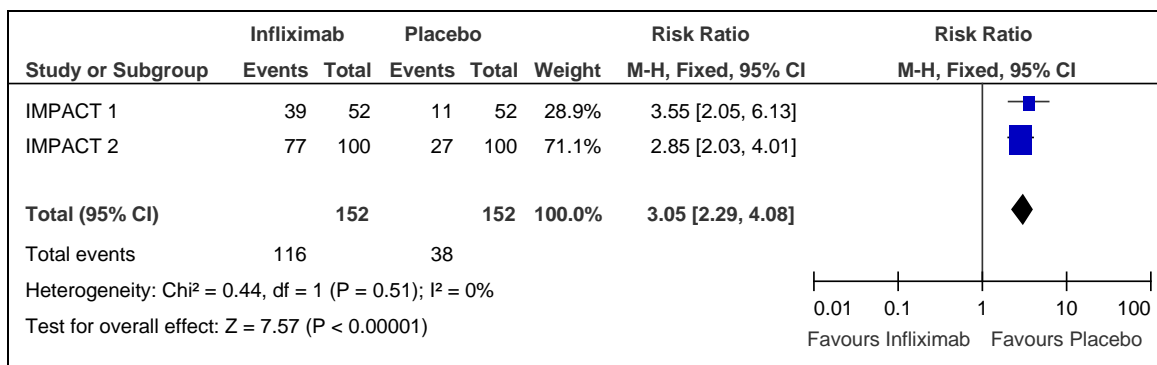 Infliximab Placebo Risk Ratio Risk Ratio
Study or Subgroup Events Total Events Total Weight M-H, Fixed, 95% CI M-H, Fixed, 95% CI
IMPACT 1 39 52 11 52 28.9% 3.55 [2.05, 6.13]
IMPACT 2 77 100 27 100 71.1% 2.85 [2.03, 4.01]
Total (95% CI) 152 152 100.0% 3.05 [2.29, 4.08]
Total events 116 38
Heterogeneity: Chi² = 0.44, df = 1 (P = 0.51); I² = 0%
Test for overall effect: Z = 7.57 (P < 0.00001)
0.01 0.1 1 10 100
Favours Infliximab Favours Placebo